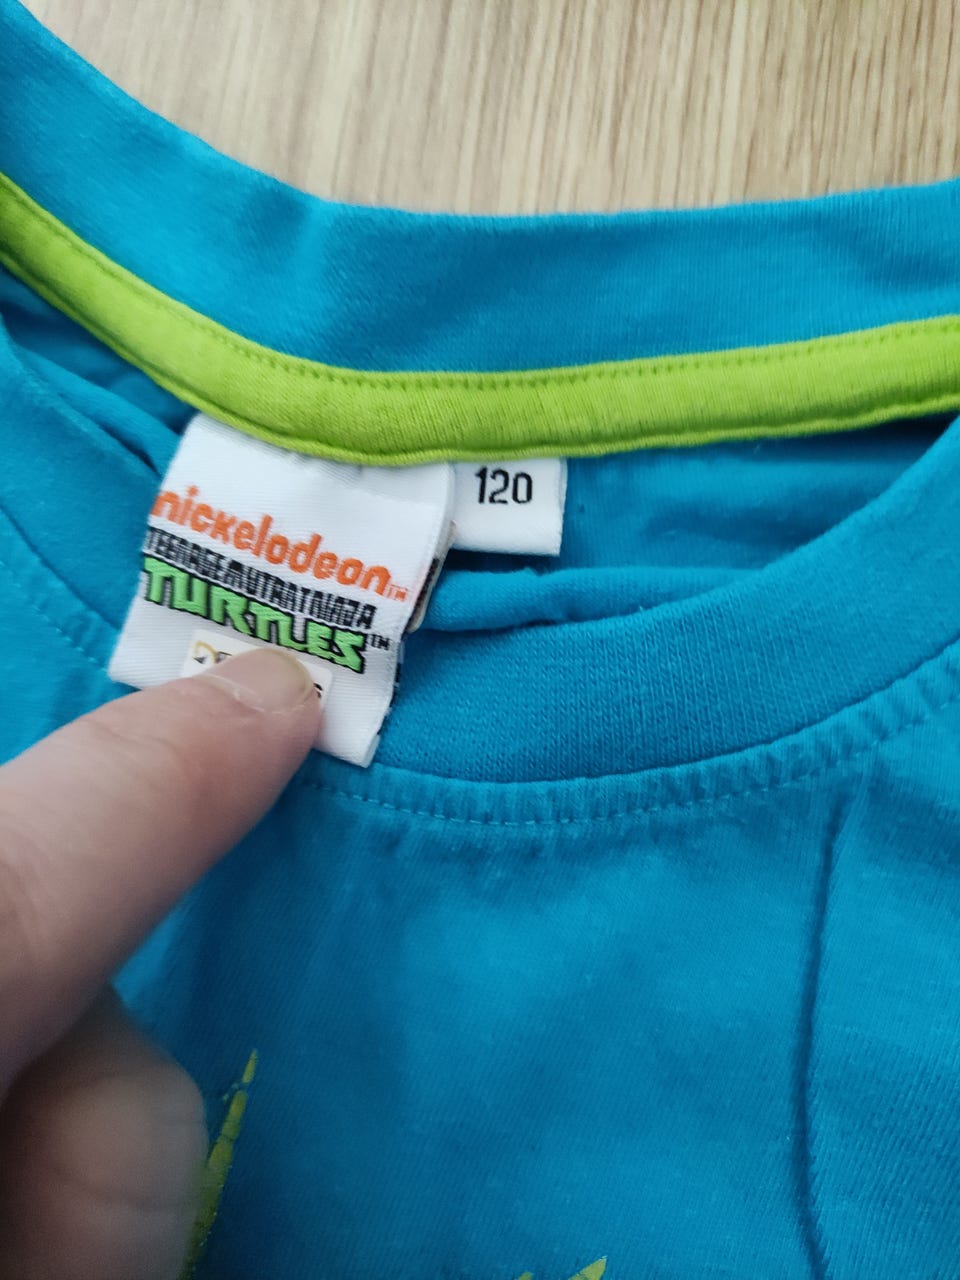 nickelodeon™
TEENAGE MUTANT NINJA
TURTLES™
120